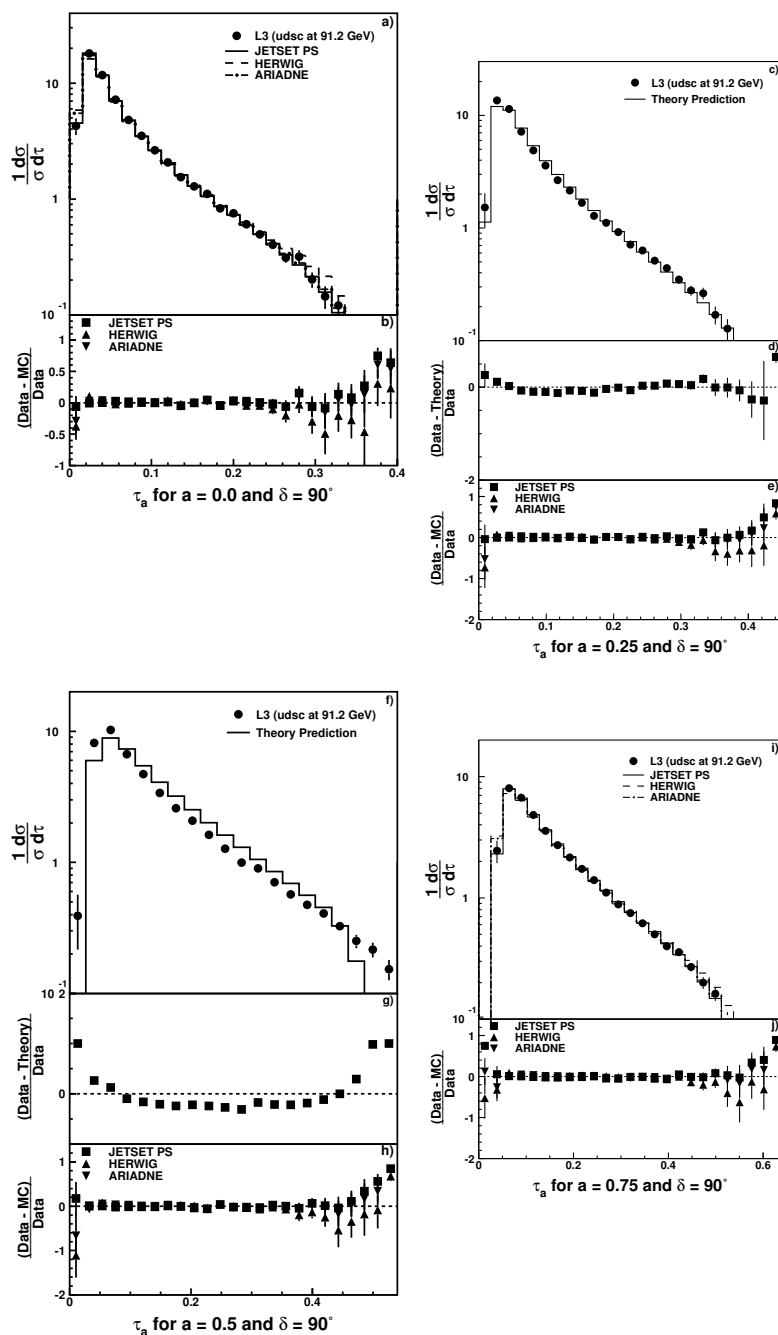 a)
L3 (udsc at 91.2 GeV)
JETSET PS
HERWIG
ARIADNE
10
1
10 -1
1 dσ
σ dτ
b)
JETSET PS
HERWIG
ARIADNE
1
0.5
0
-0.5
-1
(Data - MC)
Data
0 0.1 0.2 0.3 0.4
τa for a = 0.0 and δ = 90°
c)
L3 (udsc at 91.2 GeV)
Theory Prediction
10
1
10 -1
1 dσ
σ dτ
d)
0
-2
(Data - Theory)
Data
e)
JETSET PS
HERWIG
ARIADNE
1
0
-1
-2
(Data - MC)
Data
0 0.1 0.2 0.3 0.4
τa for a = 0.25 and δ = 90°
f)
L3 (udsc at 91.2 GeV)
Theory Prediction
10
1
10 -1
1 dσ
σ dτ
g)
2
0
(Data - Theory)
Data
h)
JETSET PS
HERWIG
ARIADNE
1
0
-1
-2
(Data - MC)
Data
0 0.2 0.4
τa for a = 0.5 and δ = 90°
i)
L3 (udsc at 91.2 GeV)
JETSET PS
HERWIG
ARIADNE
10
1
10 -1
1 dσ
σ dτ
j)
JETSET PS
HERWIG
ARIADNE
1
0
-1
-2
(Data - MC)
Data
0 0.2 0.4 0.6
τa for a = 0.75 and δ = 90°